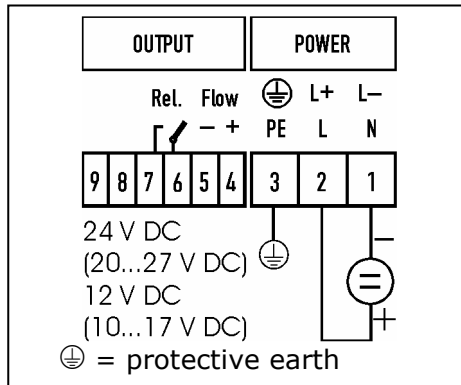 OUTPUT POWER
Rel. Flow ⏚ L+ L–
– + PE L N
9 8 7 6 5 4 3 2 1
24 V DC
(20...27 V DC)
12 V DC
(10...17 V DC)
–
=
+
⏚ = protective earth